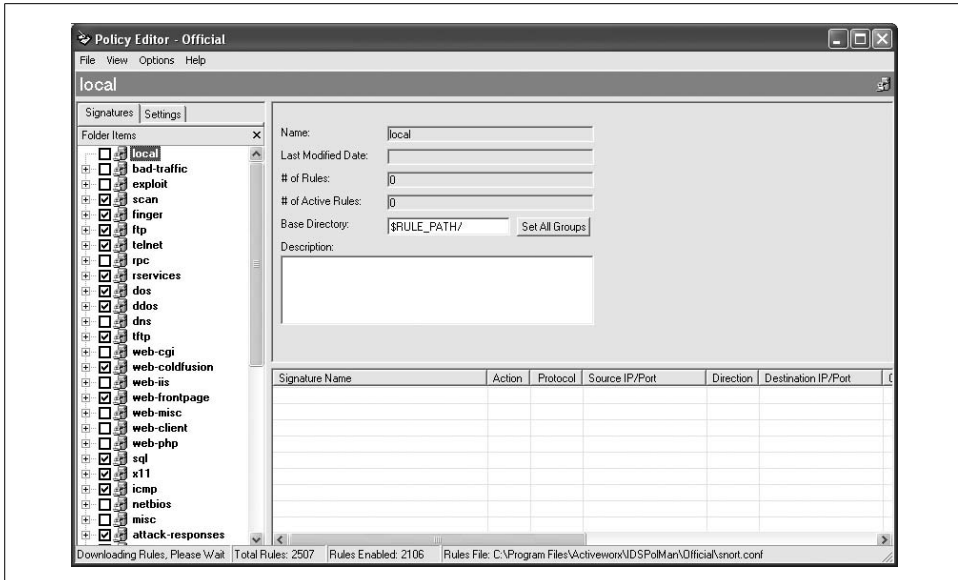 Policy Editor - Official
File View Options Help
local
Signatures Settings
Folder Items
local
bad-traffic
exploit
scan
finger
ftp
telnet
rpc
rservices
dos
ddos
dns
tftp
web-cgi
web-coldfusion
web-iis
web-frontpage
web-misc
web-client
web-php
sql
x11
icmp
netbios
misc
attack-responses
Name: local
Last Modified Date:
# of Rules: 0
# of Active Rules: 0
Base Directory: $RULE_PATH/ Set All Groups
Description:
Signature Name Action Protocol Source IP/Port Direction Destination IP/Port
Downloading Rules, Please Wait Total Rules: 2507 Rules Enabled: 2106 Rules File: C:\Program Files\Activeworx\IDSPolMan\Official\snort.conf